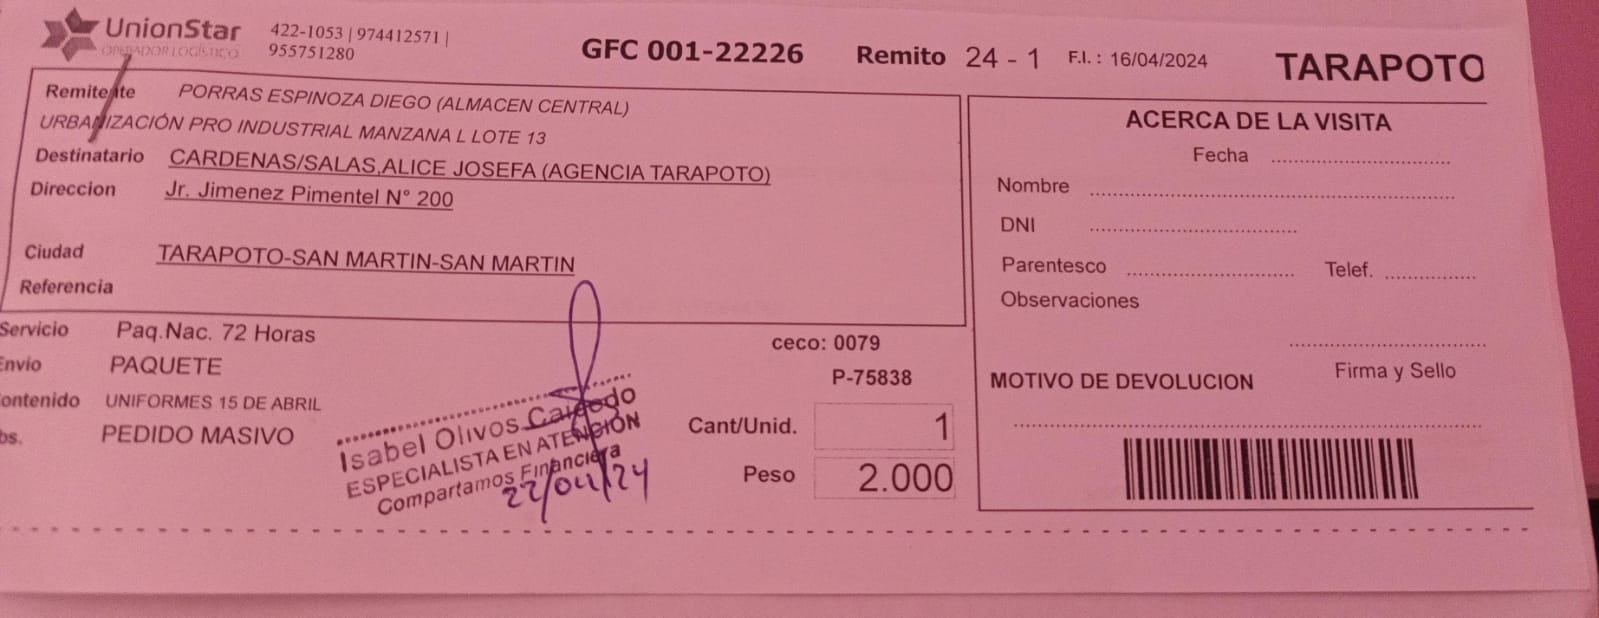 UnionStar
OPERADOR LOGÍSTICO
422-1053 | 974412571 |
955751280
GFC 001-22226
Remito 24 - 1
F.I. : 16/04/2024
TARAPOTO
Remitente PORRAS ESPINOZA DIEGO (ALMACEN CENTRAL)
URBANIZACIÓN PRO INDUSTRIAL MANZANA L LOTE 13
Destinatario CARDENAS/SALAS,ALICE JOSEFA (AGENCIA TARAPOTO)
Direccion Jr. Jimenez Pimentel N° 200
Ciudad TARAPOTO-SAN MARTIN-SAN MARTIN
Referencia
Servicio Paq.Nac. 72 Horas
Envio PAQUETE
ontenido UNIFORMES 15 DE ABRIL
bs. PEDIDO MASIVO
Isabel Olivos Caicedo
ESPECIALISTA EN ATENCIÓN
Compartamos Financiera
22/04/24
ceco: 0079
P-75838
Cant/Unid. 1
Peso 2.000
ACERCA DE LA VISITA
Fecha
Nombre
DNI
Parentesco Telef.
Observaciones
Firma y Sello
MOTIVO DE DEVOLUCION